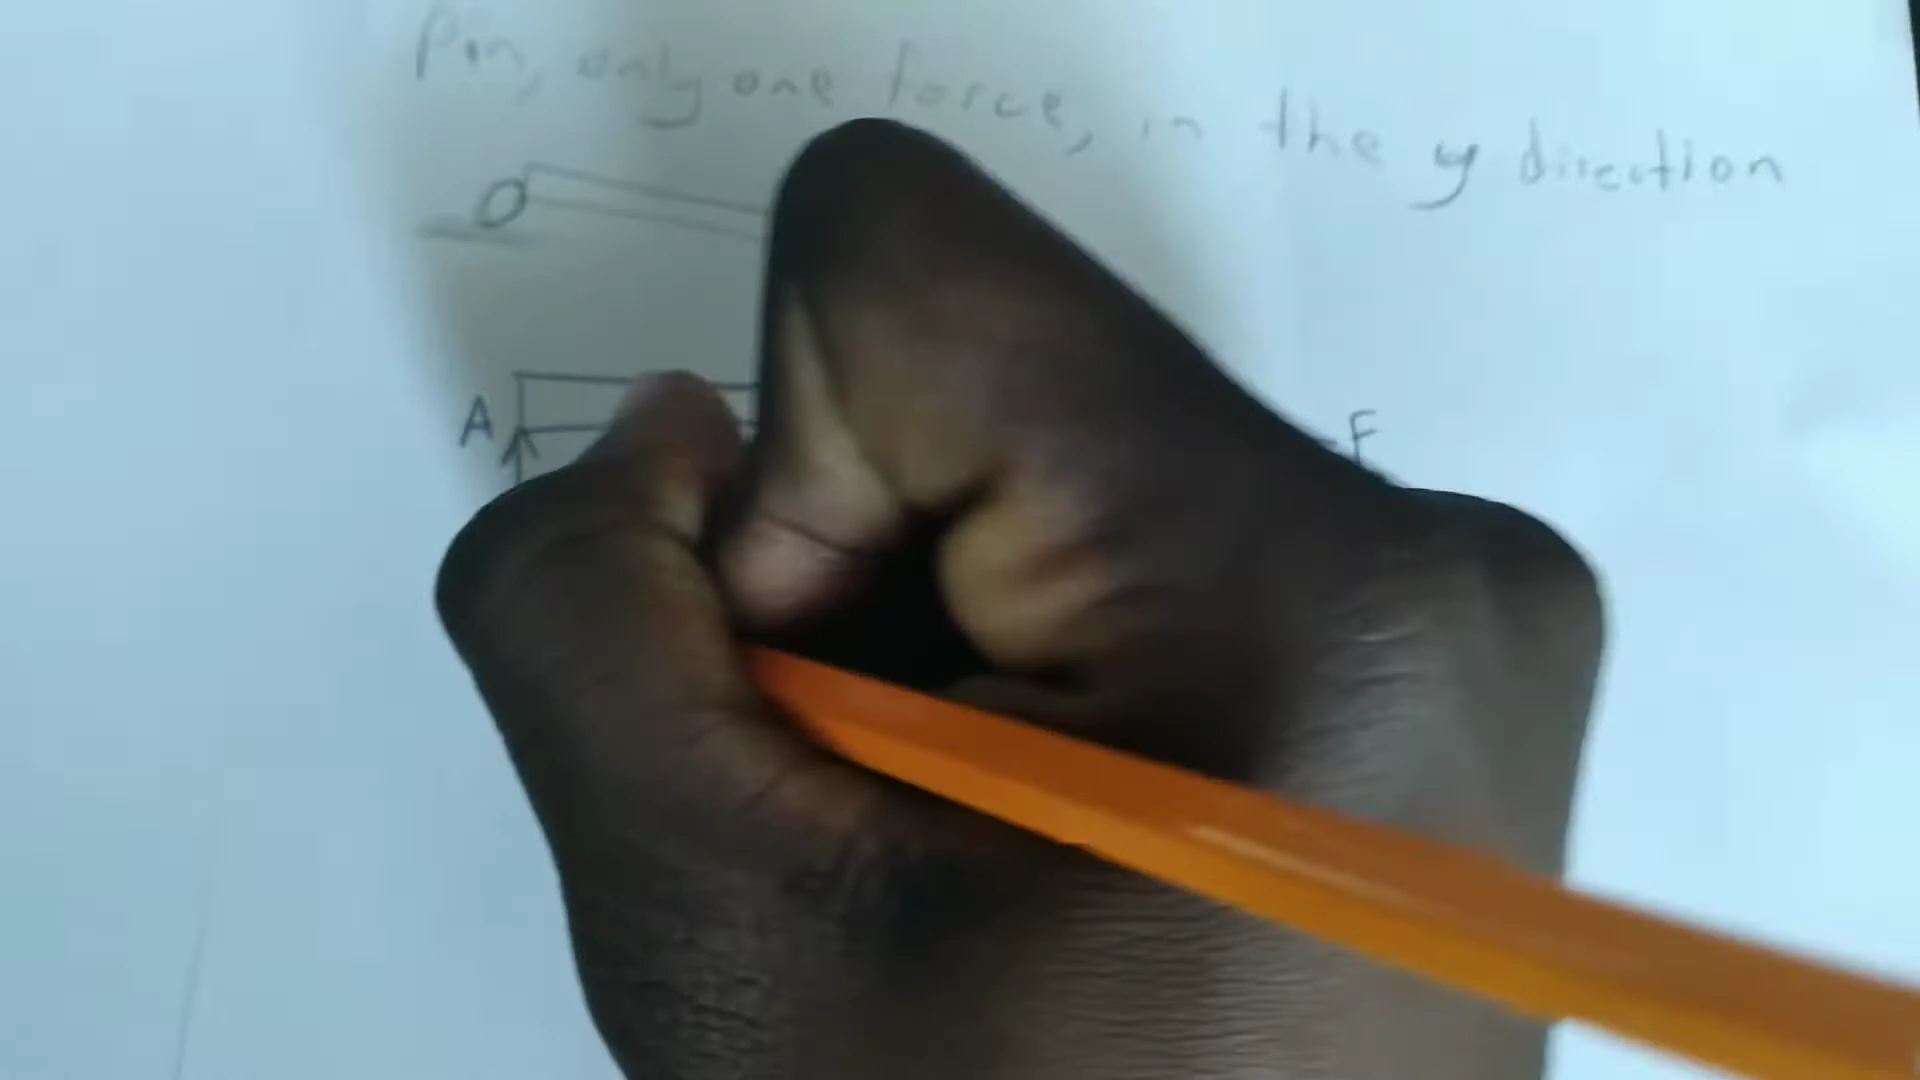 Pin, only one force, in the y direction
A
F